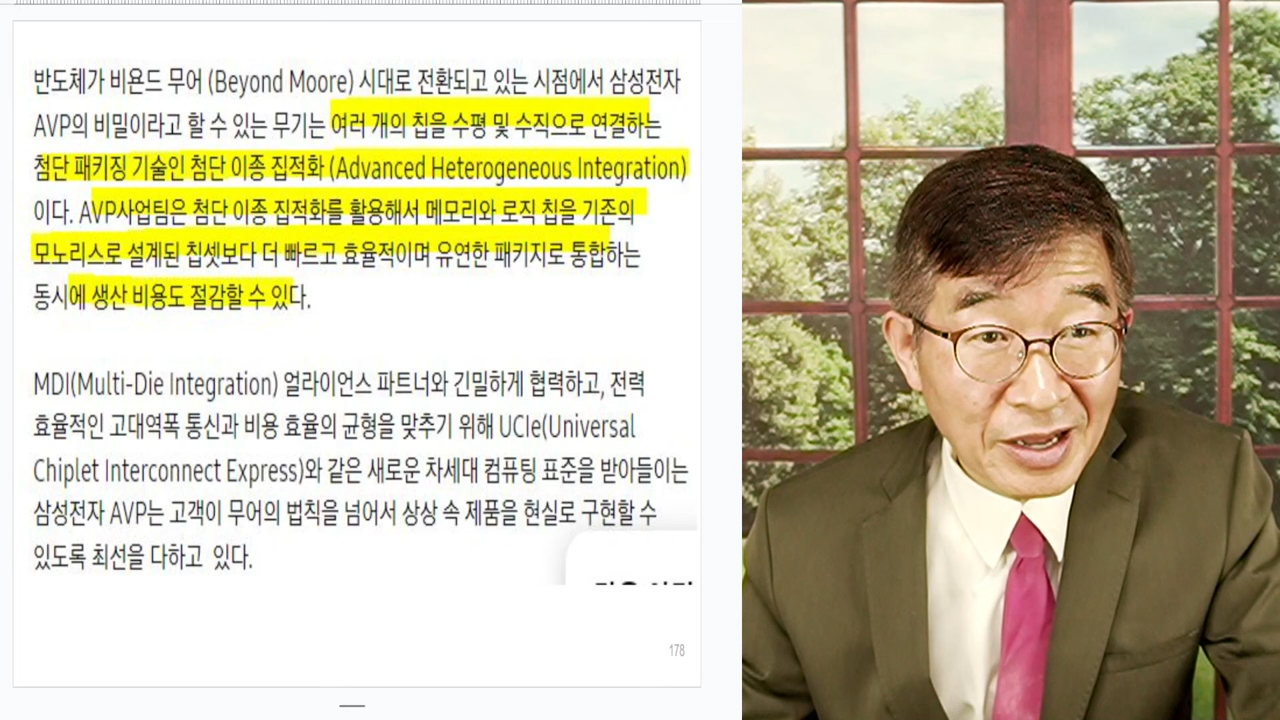 반도체가 비욘드 무어 (Beyond Moore) 시대로 전환되고 있는 시점에서 삼성전자
AVP의 비밀이라고 할 수 있는 무기는 여러 개의 칩을 수평 및 수직으로 연결하는
첨단 패키징 기술인 첨단 이종 집적화 (Advanced Heterogeneous Integration)
이다. AVP사업팀은 첨단 이종 집적화를 활용해서 메모리와 로직 칩을 기존의
모노리스로 설계된 칩셋보다 더 빠르고 효율적이며 유연한 패키지로 통합하는
동시에 생산 비용도 절감할 수 있다.
MDI(Multi-Die Integration) 얼라이언스 파트너와 긴밀하게 협력하고, 전력
효율적인 고대역폭 통신과 비용 효율의 균형을 맞추기 위해 UCIe(Universal
Chiplet Interconnect Express)와 같은 새로운 차세대 컴퓨팅 표준을 받아들이는
삼성전자 AVP는 고객이 무어의 법칙을 넘어서 상상 속 제품을 현실로 구현할 수
있도록 최선을 다하고 있다.
178